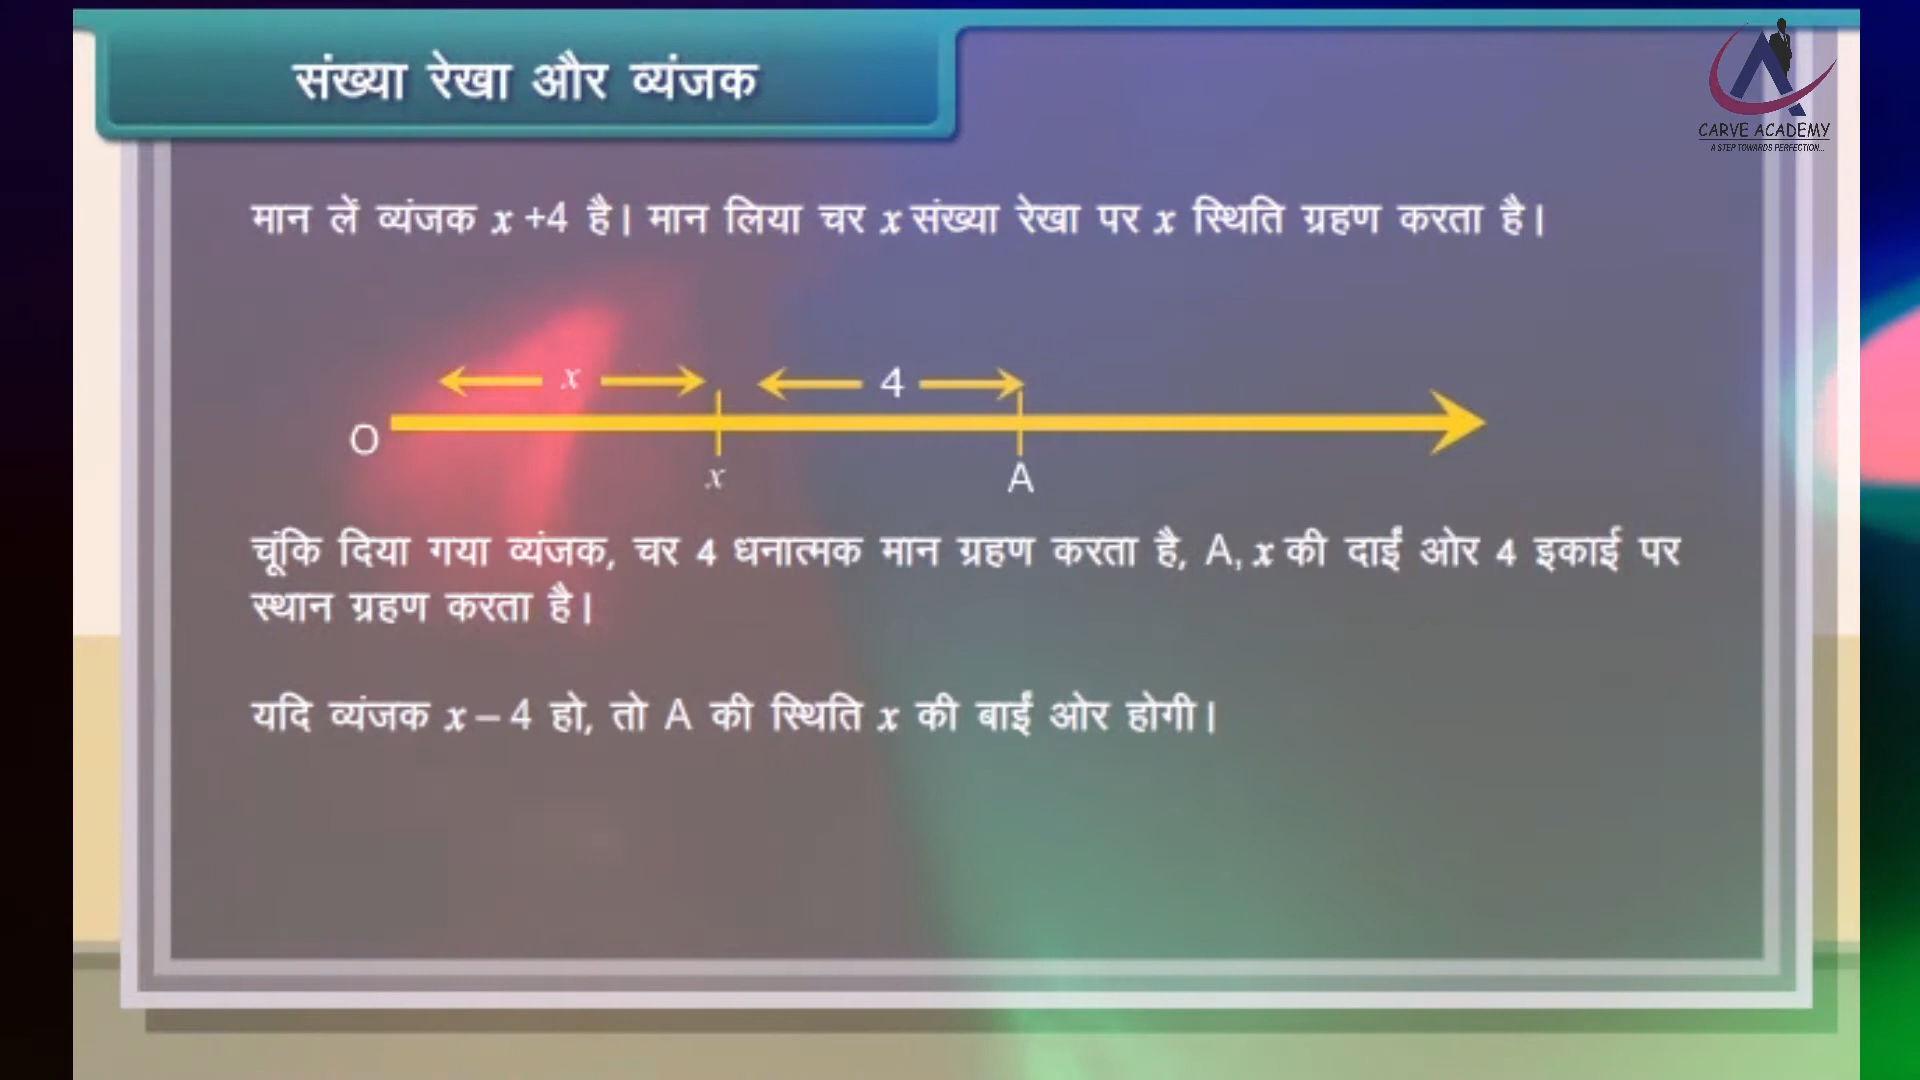 संख्या रेखा और व्यंजक
CARVE ACADEMY
A STEP TOWARDS PERFECTION...
मान लें व्यंजक x +4 है। मान लिया चर x संख्या रेखा पर x स्थिति ग्रहण करता है।
x 4
O
x A
चूंकि दिया गया व्यंजक, चर 4 धनात्मक मान ग्रहण करता है, A, x की दाईं ओर 4 इकाई पर
स्थान ग्रहण करता है।
यदि व्यंजक x – 4 हो, तो A की स्थिति x की बाईं ओर होगी।